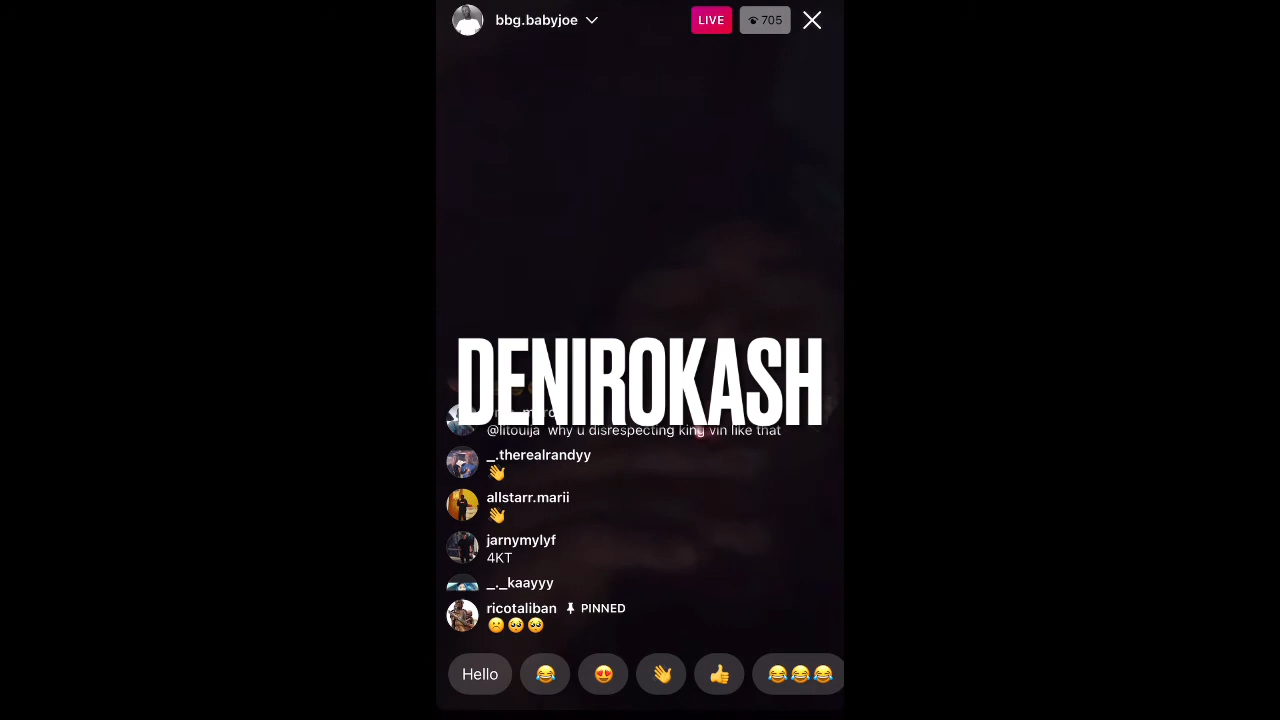 bbg.babyjoe
LIVE
705
DENIROKASH
@litouija why u disrespecting king vin like that
_.therealrandyy
👋
allstarr.marii
👋
jarnymylyf
4KT
_._kaayyy
ricotaliban PINNED
☹️🥺🥺
Hello 😂 😍 👋 👍 😂😂😂